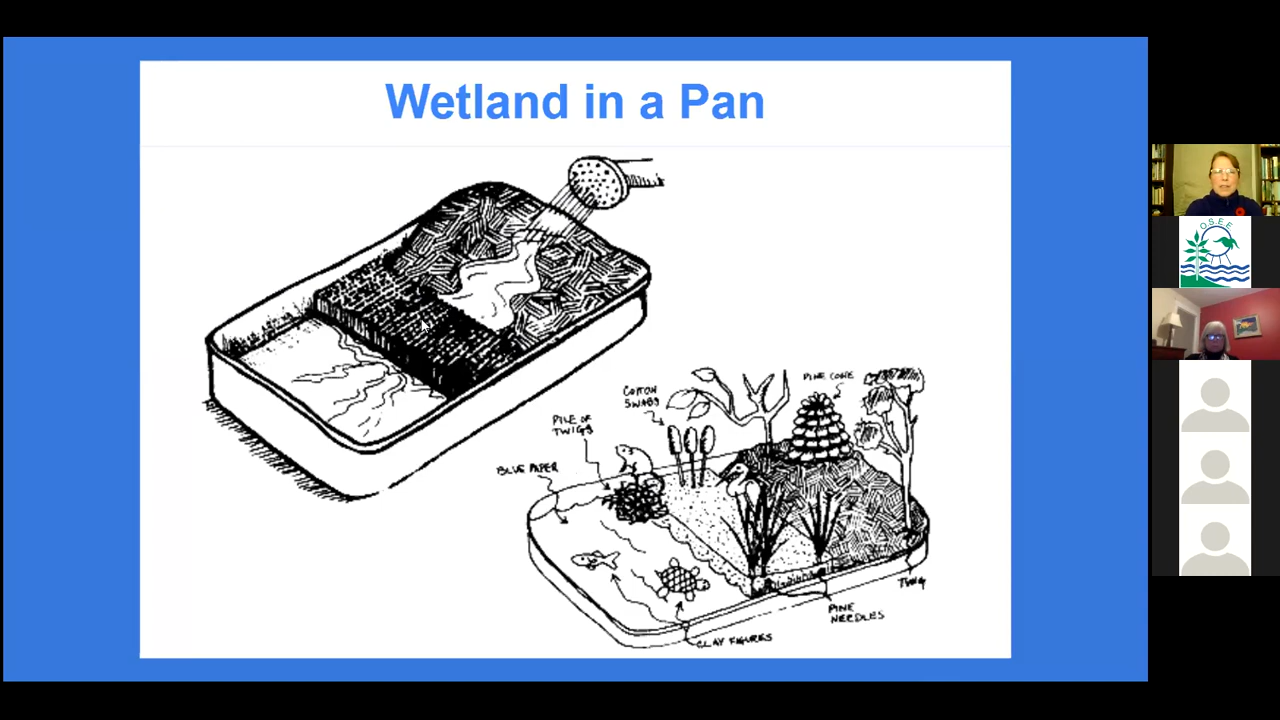 Wetland in a Pan
COTTON
SWABS
PINE CONE
PILE OF
TWIGS
BLUE PAPER
TWIG
PINE
NEEDLES
CLAY FIGURES
O.S.E.E